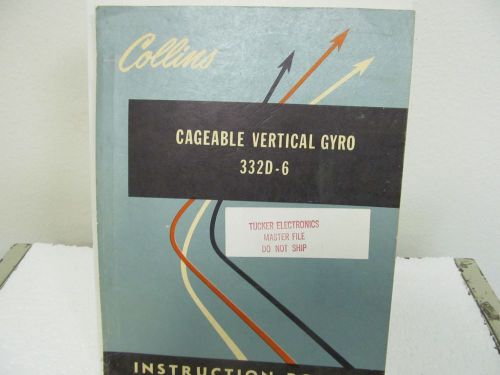 Collins
CAGEABLE VERTICAL GYRO
332D-6
TUCKER ELECTRONICS
MASTER FILE
DO NOT SHIP
INSTRUCTION